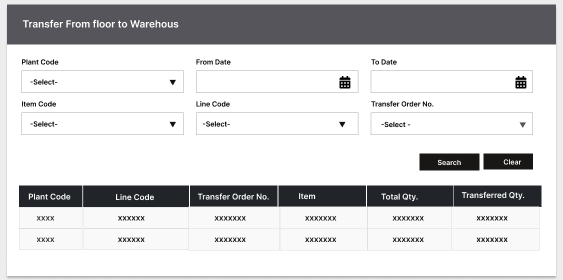 Transfer From floor to Warehous
Plant Code From Date To Date
-Select-
Item Code Line Code Transfer Order No.
-Select- -Select- -Select -
Search Clear
Plant Code Line Code Transfer Order No. Item Total Qty. Transferred Qty.
xxxx xxxxxx xxxxxxx xxxxxxx xxxxxxx xxxxxxx
xxxx xxxxxx xxxxxxx xxxxxxx xxxxxxx xxxxxxx